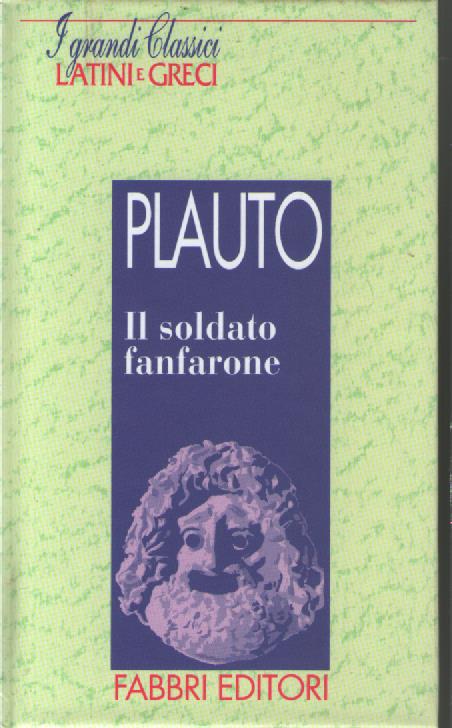 I grandi Classici
LATINI E GRECI
PLAUTO
Il soldato
fanfarone
FABBRI EDITORI